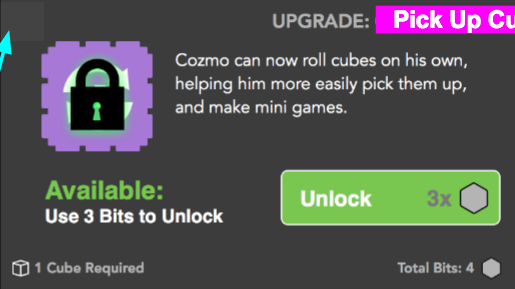 UPGRADE: Pick Up
Cozmo can now roll cubes on his own,
helping him more easily pick them up,
and make mini games.
Available:
Use 3 Bits to Unlock
Unlock 3x
1 Cube Required
Total Bits: 4